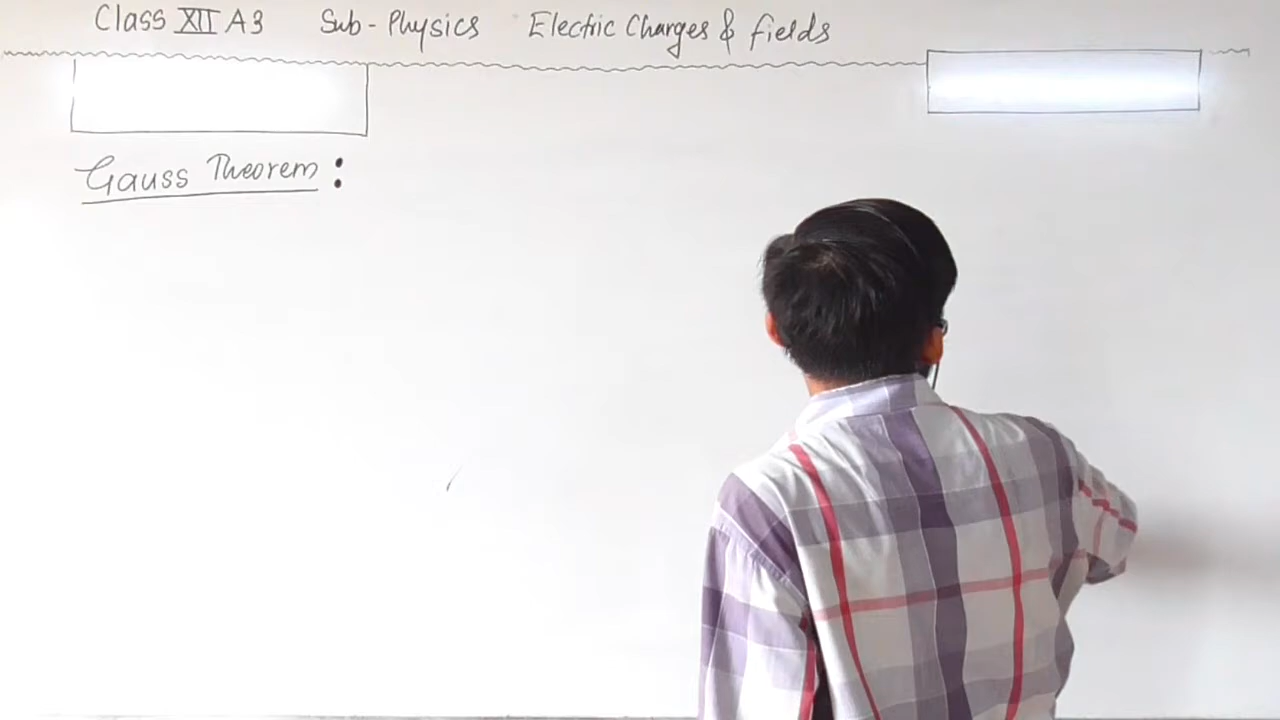 Class XII A3 Sub - Physics Electric Charges & fields
Gauss Theorem :